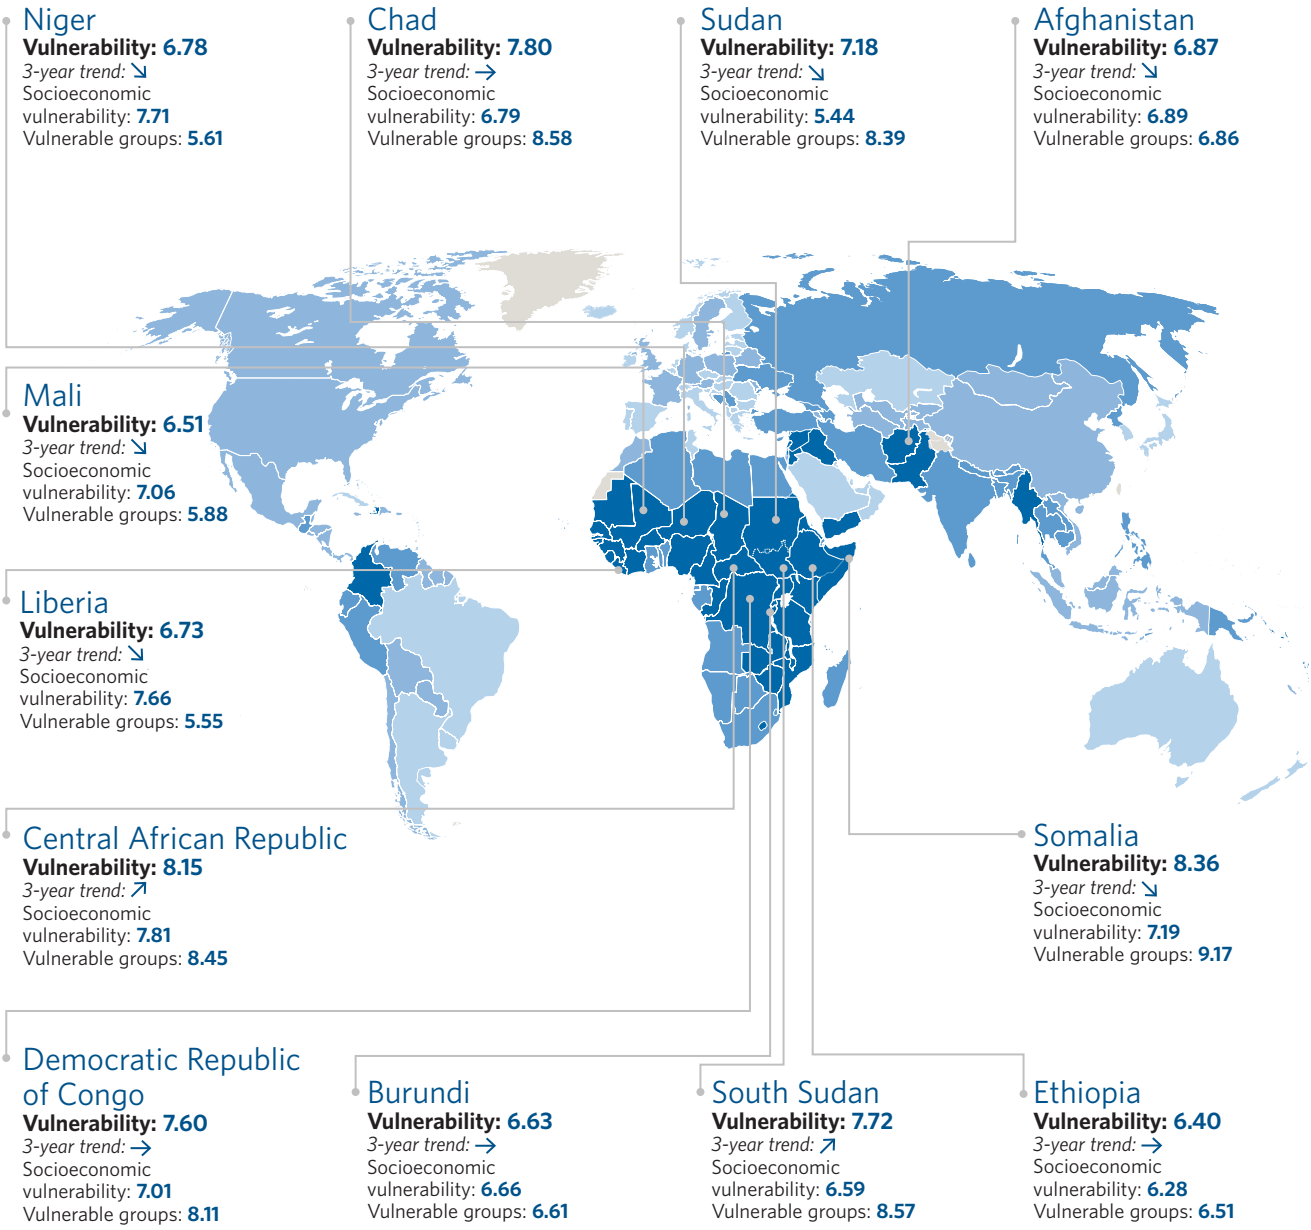 Niger
Vulnerability: 6.78
3-year trend: ↘
Socioeconomic
vulnerability: 7.71
Vulnerable groups: 5.61
Chad
Vulnerability: 7.80
3-year trend: →
Socioeconomic
vulnerability: 6.79
Vulnerable groups: 8.58
Sudan
Vulnerability: 7.18
3-year trend: ↘
Socioeconomic
vulnerability: 5.44
Vulnerable groups: 8.39
Afghanistan
Vulnerability: 6.87
3-year trend: ↘
Socioeconomic
vulnerability: 6.89
Vulnerable groups: 6.86
Mali
Vulnerability: 6.51
3-year trend: ↘
Socioeconomic
vulnerability: 7.06
Vulnerable groups: 5.88
Liberia
Vulnerability: 6.73
3-year trend: ↘
Socioeconomic
vulnerability: 7.66
Vulnerable groups: 5.55
Central African Republic
Vulnerability: 8.15
3-year trend: ↗
Socioeconomic
vulnerability: 7.81
Vulnerable groups: 8.45
Somalia
Vulnerability: 8.36
3-year trend: ↘
Socioeconomic
vulnerability: 7.19
Vulnerable groups: 9.17
Democratic Republic
of Congo
Vulnerability: 7.60
3-year trend: →
Socioeconomic
vulnerability: 7.01
Vulnerable groups: 8.11
Burundi
Vulnerability: 6.63
3-year trend: →
Socioeconomic
vulnerability: 6.66
Vulnerable groups: 6.61
South Sudan
Vulnerability: 7.72
3-year trend: ↗
Socioeconomic
vulnerability: 6.59
Vulnerable groups: 8.57
Ethiopia
Vulnerability: 6.40
3-year trend: →
Socioeconomic
vulnerability: 6.28
Vulnerable groups: 6.51